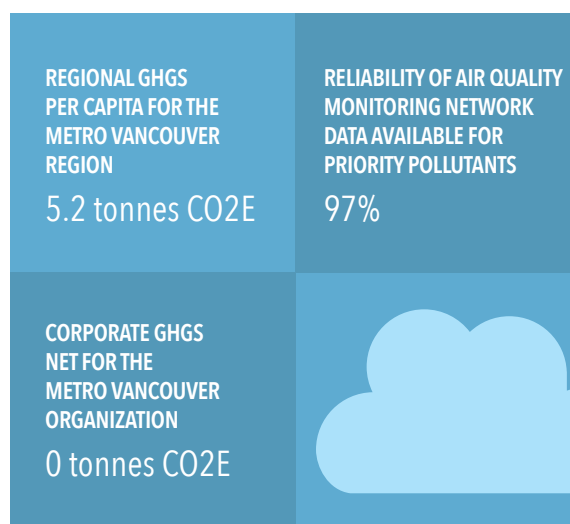 REGIONAL GHGS
PER CAPITA FOR THE
METRO VANCOUVER
REGION
5.2 tonnes CO2E
RELIABILITY OF AIR QUALITY
MONITORING NETWORK
DATA AVAILABLE FOR
PRIORITY POLLUTANTS
97%
CORPORATE GHGS
NET FOR THE
METRO VANCOUVER
ORGANIZATION
0 tonnes CO2E